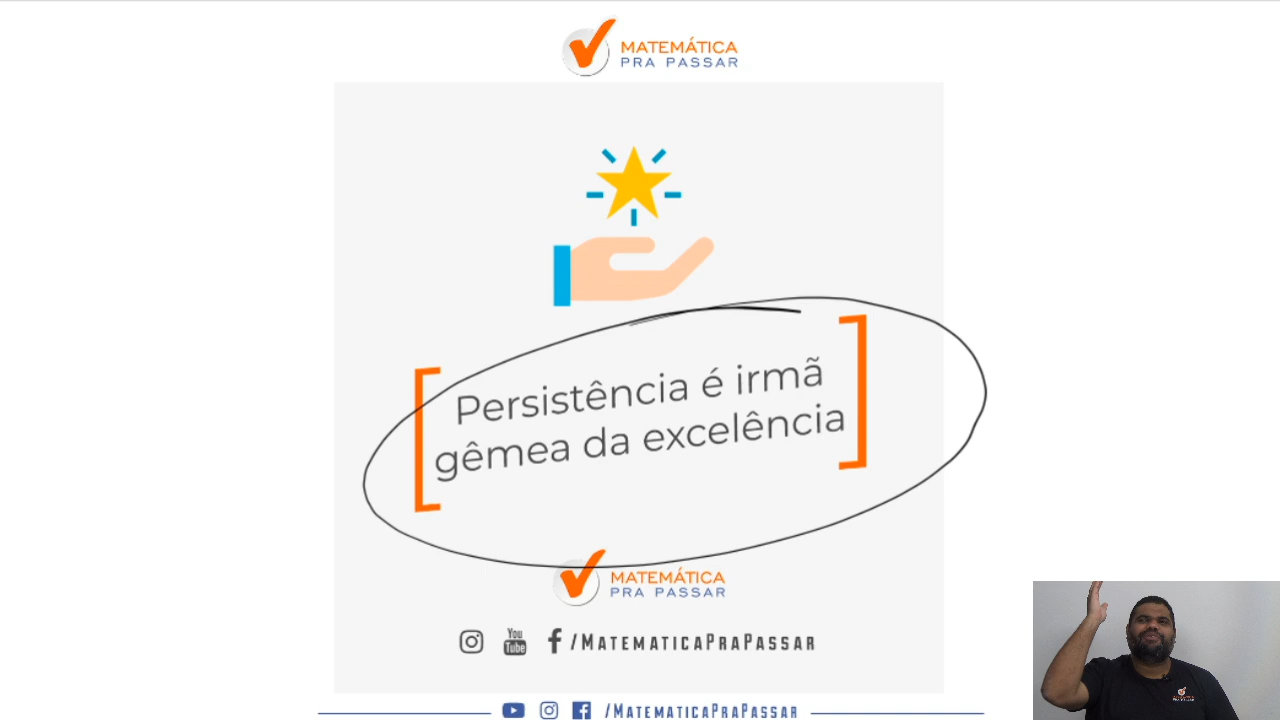 MATEMÁTICA
PRA PASSAR
Persistência é irmã
gêmea da excelência
MATEMÁTICA
PRA PASSAR
You
Tube
/MATEMATICAPRAPASSAR
/MATEMATICAPRAPASSAR